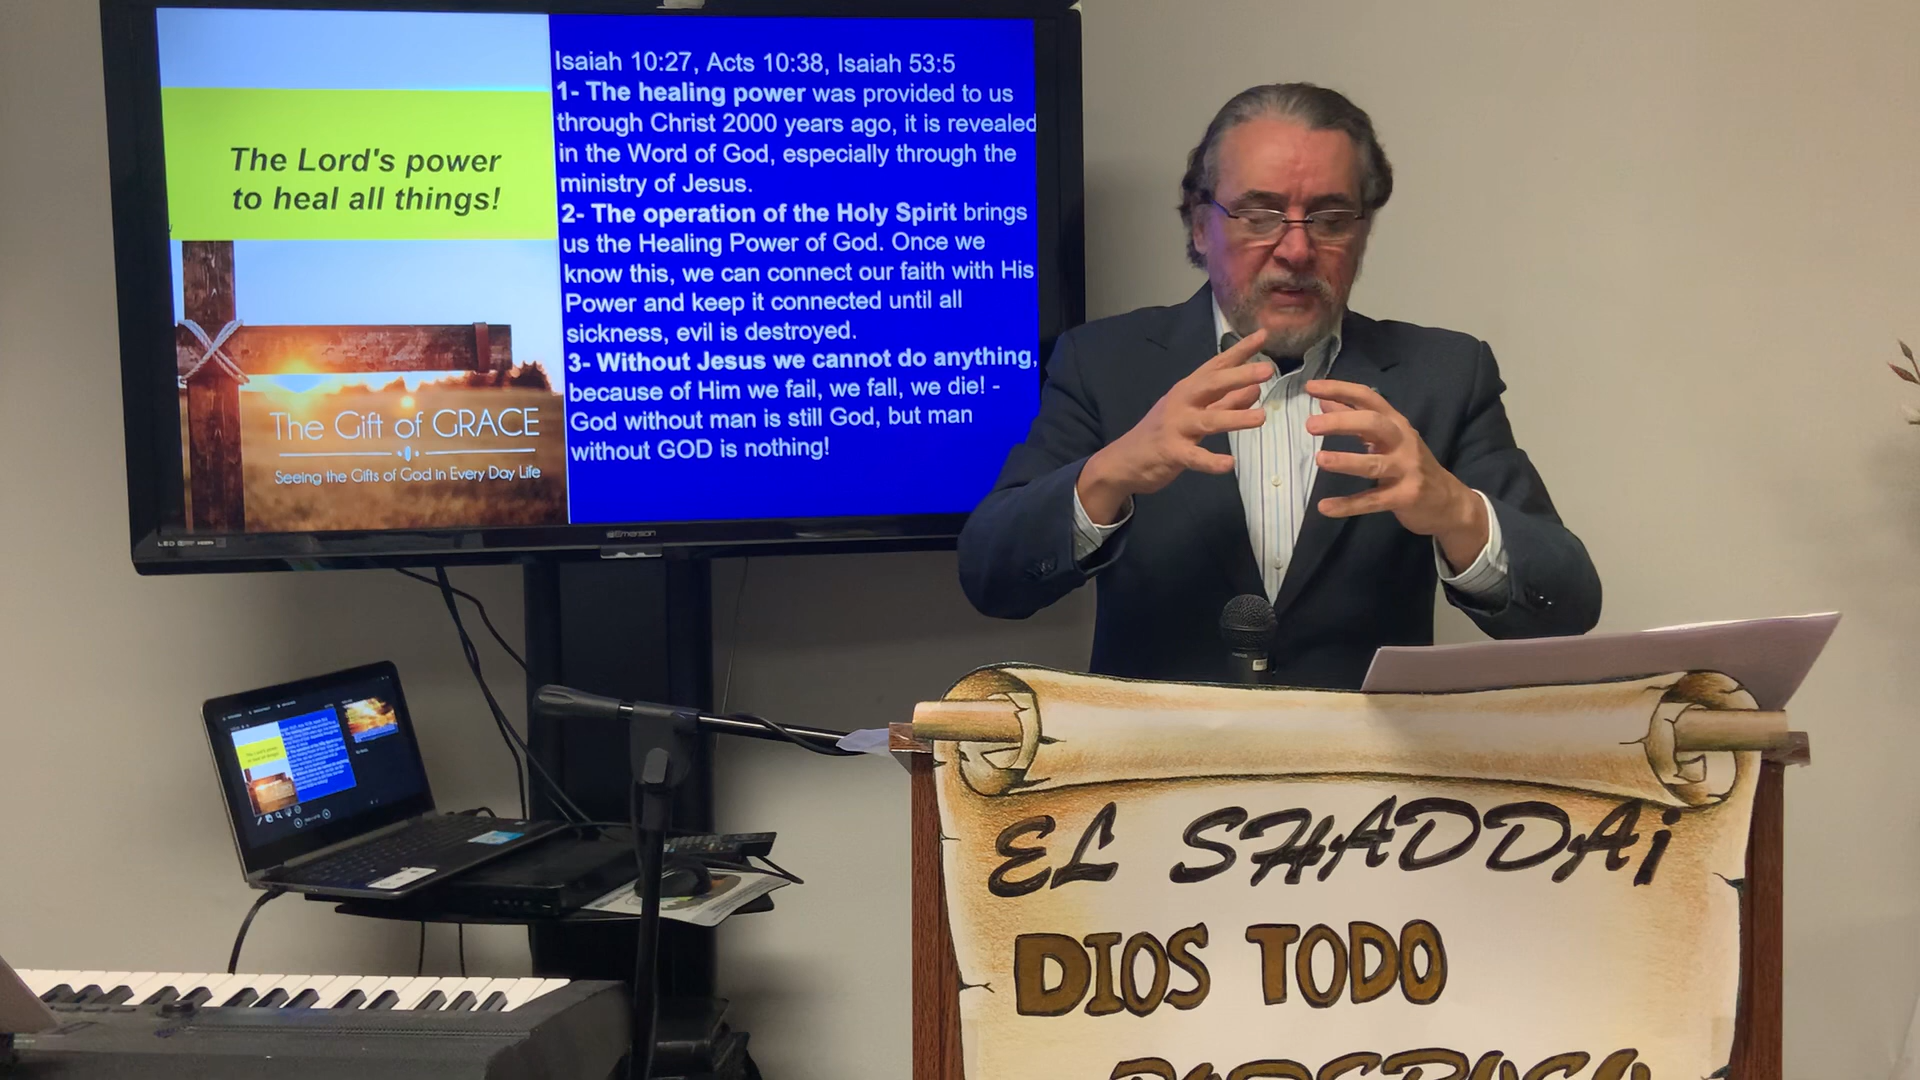 The Lord's power
to heal all things!
The Gift of GRACE
Seeing the Gifts of God in Every Day Life
Isaiah 10:27, Acts 10:38, Isaiah 53:5
1- The healing power was provided to us
through Christ 2000 years ago, it is revealed
in the Word of God, especially through the
ministry of Jesus.
2- The operation of the Holy Spirit brings
us the Healing Power of God. Once we
know this, we can connect our faith with His
Power and keep it connected until all
sickness, evil is destroyed.
3- Without Jesus we cannot do anything,
because of Him we fail, we fall, we die! -
God without man is still God, but man
without GOD is nothing!
Emerson
LED
EL SHADDAi
DIOS TODO